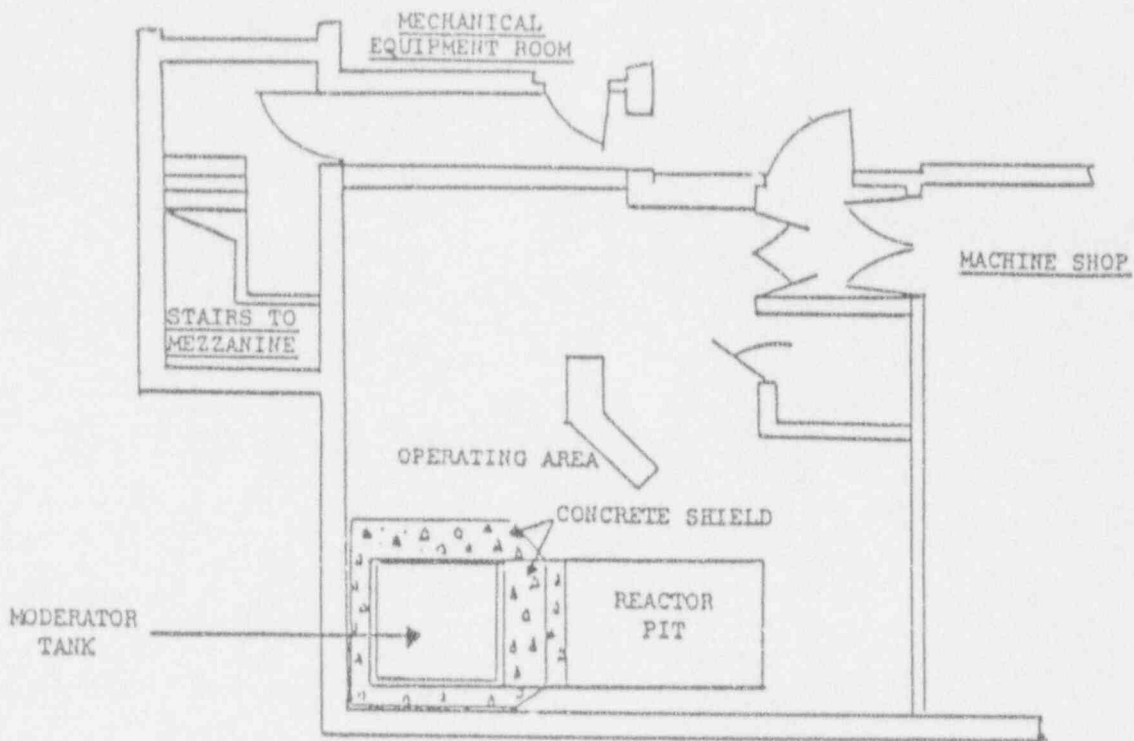 MECHANICAL
EQUIPMENT ROOM
MACHINE SHOP
STAIRS TO
MEZZANINE
OPERATING AREA
CONCRETE SHIELD
REACTOR
PIT
MODERATOR
TANK